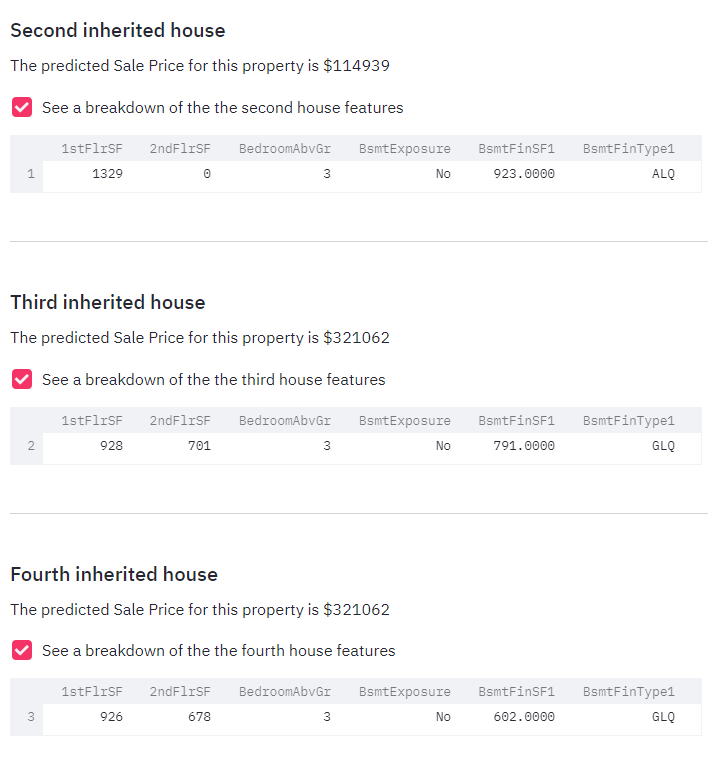 Second inherited house
The predicted Sale Price for this property is $114939
See a breakdown of the the second house features
1stFlrSF 2ndFlrSF BedroomAbvGr BsmtExposure BsmtFinSF1 BsmtFinType1
1 1329 0 3 No 923.0000 ALQ
Third inherited house
The predicted Sale Price for this property is $321062
See a breakdown of the the third house features
1stFlrSF 2ndFlrSF BedroomAbvGr BsmtExposure BsmtFinSF1 BsmtFinType1
2 928 701 3 No 791.0000 GLQ
Fourth inherited house
The predicted Sale Price for this property is $321062
See a breakdown of the the fourth house features
1stFlrSF 2ndFlrSF BedroomAbvGr BsmtExposure BsmtFinSF1 BsmtFinType1
3 926 678 3 No 602.0000 GLQ